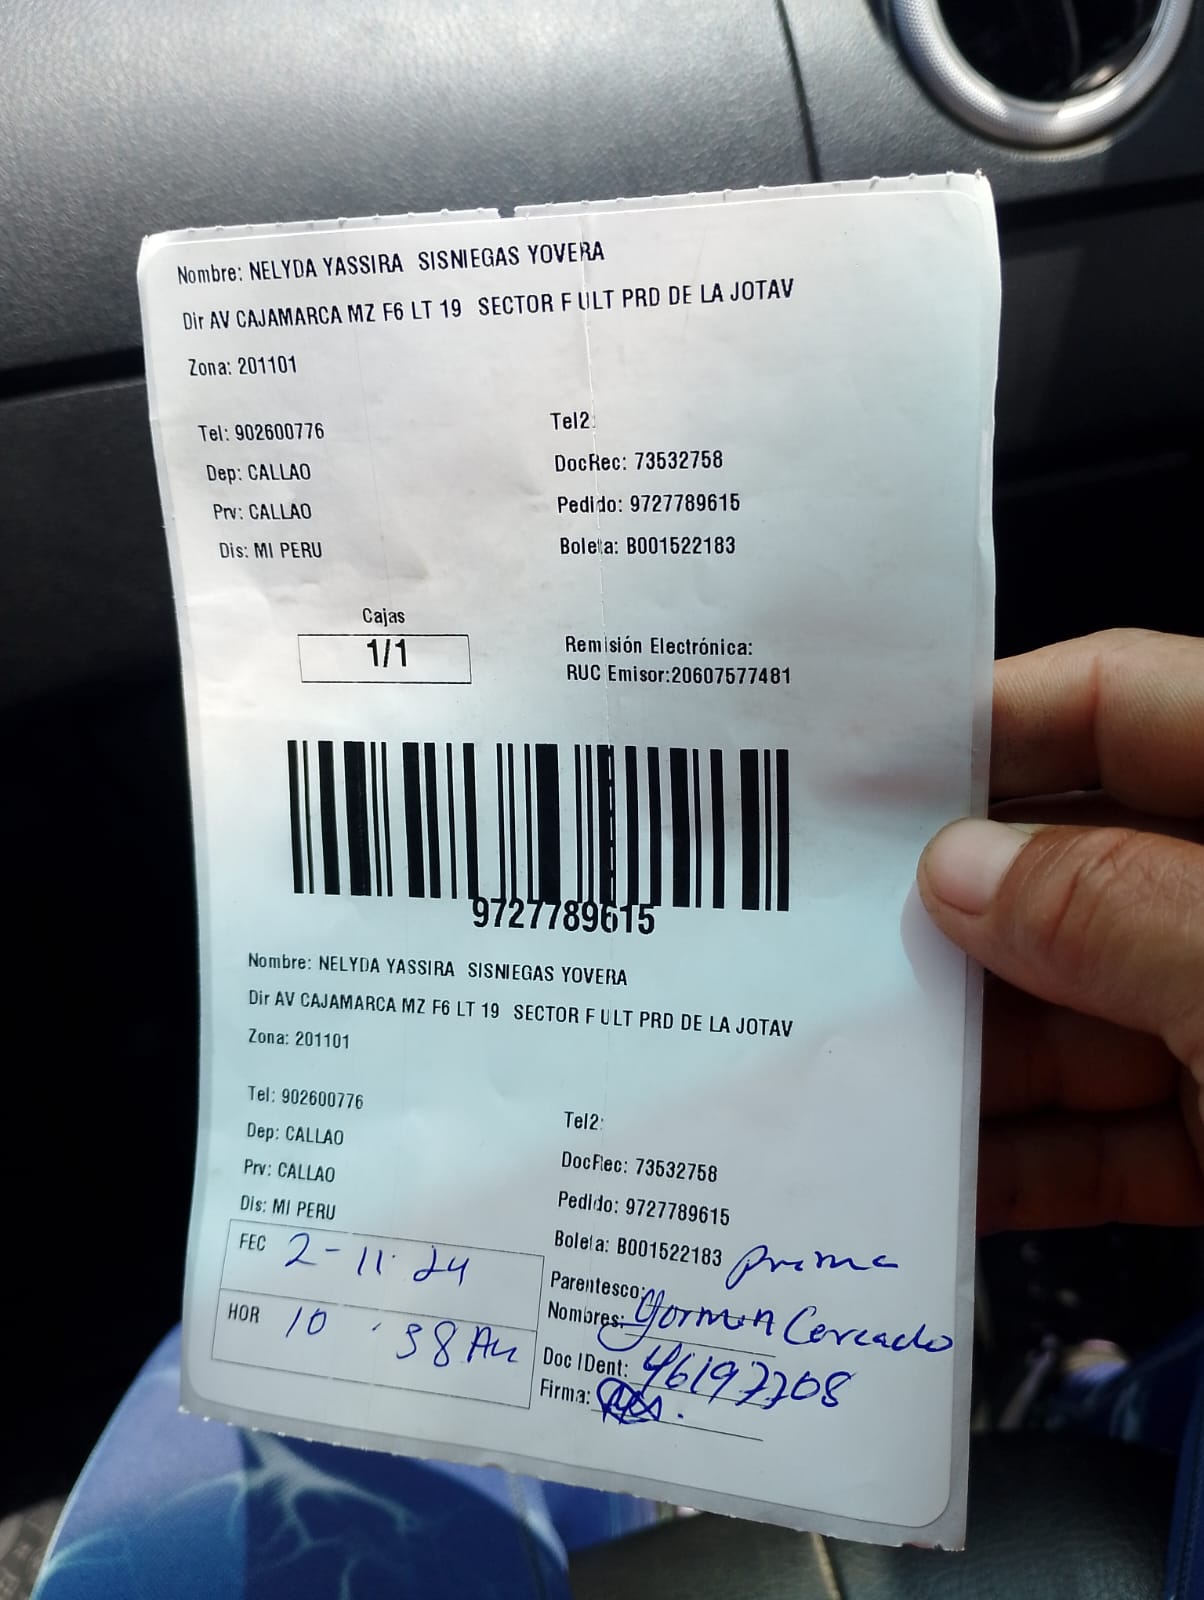 Nombre: NELYDA YASSIRA SISNIEGAS YOVERA
Dir AV CAJAMARCA MZ F6 LT 19 SECTOR F ULT PRD DE LA JOTAV
Zona: 201101
Tel: 902600776
Tel2:
Dep: CALLAO
DocRec: 73532758
Prv: CALLAO
Pedido: 9727789615
Dis: MI PERU
Boleta: B001522183
Cajas
1/1
Remisión Electrónica:
RUC Emisor:20607577481
9727789615
Nombre: NELYDA YASSIRA SISNIEGAS YOVERA
Dir AV CAJAMARCA MZ F6 LT 19 SECTOR F ULT PRD DE LA JOTAV
Zona: 201101
Tel: 902600776
Tel2:
Dep: CALLAO
DocRec: 73532758
Prv: CALLAO
Pedido: 9727789615
Dis: MI PERU
Boleta: B001522183
FEC 2-11-24
Parentesco: prima
HOR 10:38 AM
Nombres: Cercado
Doc IDent: 46197708
Firma: